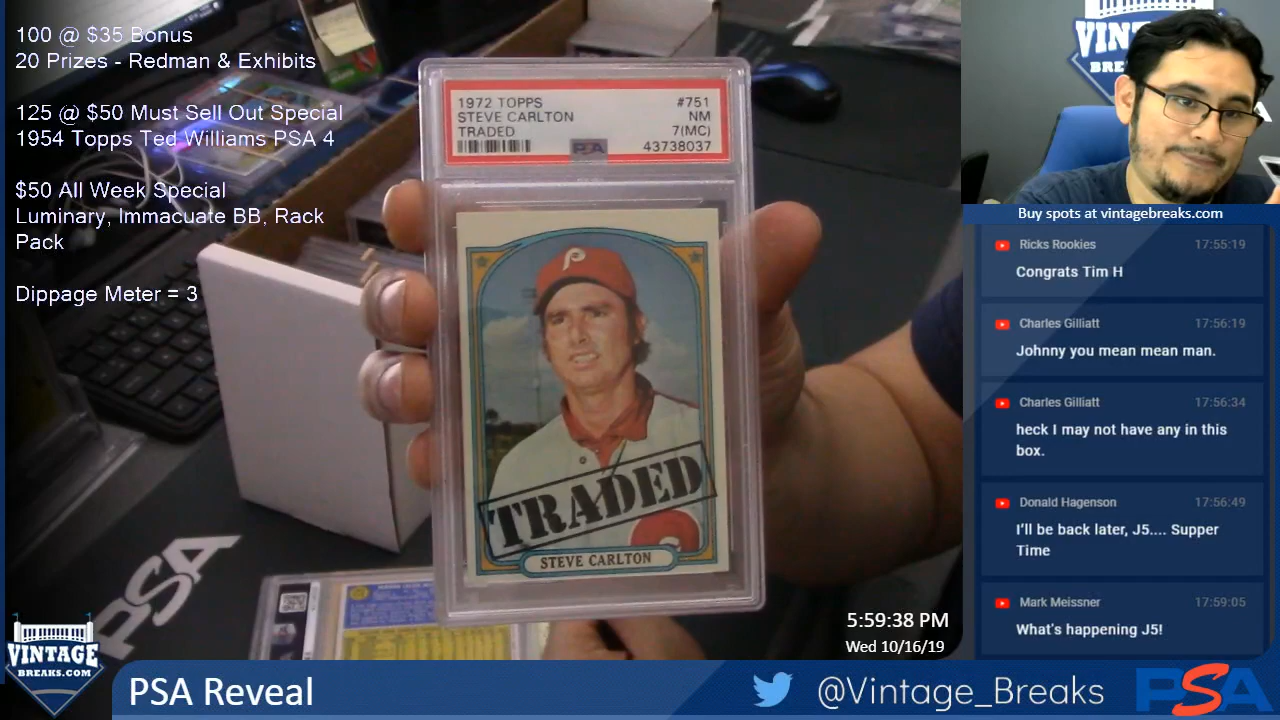 100 @ $35 Bonus
20 Prizes - Redman & Exhibits
125 @ $50 Must Sell Out Special
1954 Topps Ted Williams PSA 4
$50 All Week Special
Luminary, Immacuate BB, Rack
Pack
Dippage Meter = 3
1972 TOPPS #751
STEVE CARLTON NM
TRADED 7(MC)
PSA 43738037
P
TRADED
STEVE CARLTON
PSA
VINTAGE
BREAKS.COM
PSA Reveal
5:59:38 PM
Wed 10/16/19
@Vintage_Breaks
PSA
VIN
BRE
Buy spots at vintagebreaks.com
Ricks Rookies 17:55:19
Congrats Tim H
Charles Gilliatt 17:56:19
Johnny you mean mean man.
Charles Gilliatt 17:56:34
heck I may not have any in this
box.
Donald Hagenson 17:56:49
I'll be back later, J5.... Supper
Time
Mark Meissner 17:59:05
What's happening J5!